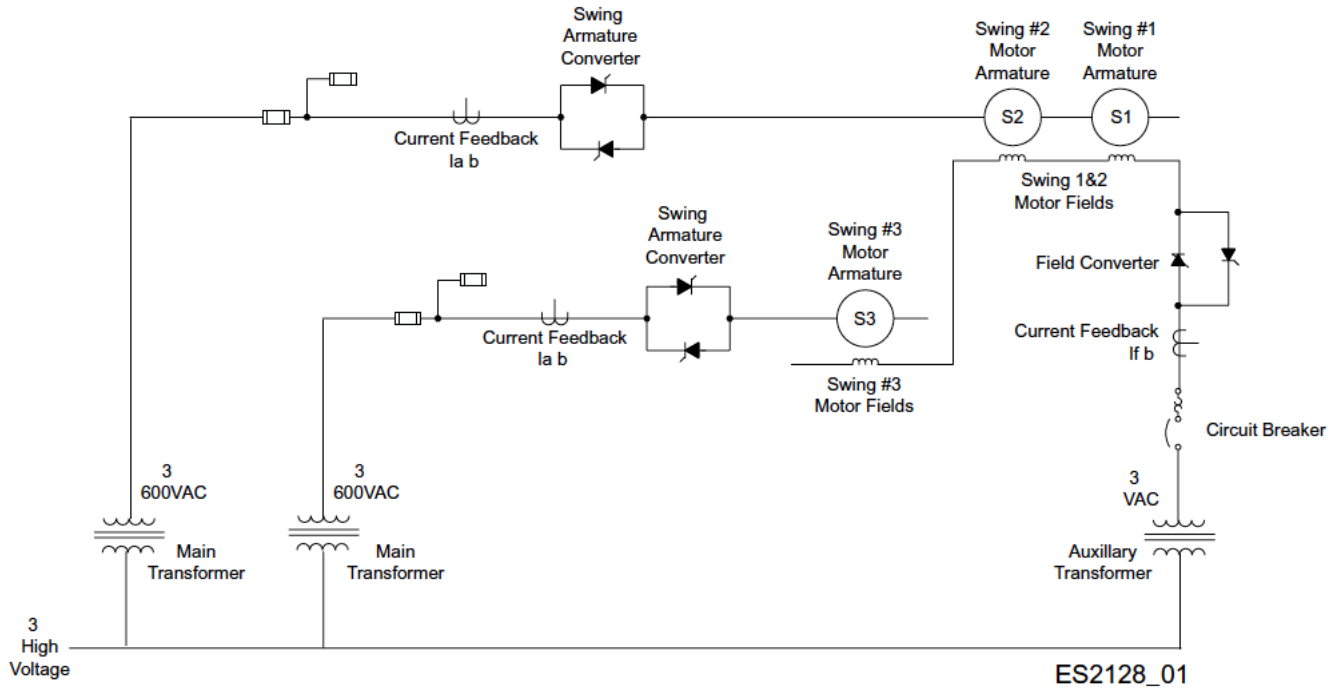 Swing
Armature
Converter
Swing #2
Motor
Armature
Swing #1
Motor
Armature
S2
S1
Current Feedback
Ia b
Swing 1&2
Motor Fields
Swing
Armature
Converter
Swing #3
Motor
Armature
Field Converter
S3
Current Feedback
Ia b
Current Feedback
If b
Swing #3
Motor Fields
Circuit Breaker
3
600VAC
3
600VAC
3
VAC
Main
Transformer
Main
Transformer
Auxillary
Transformer
3
High
Voltage
ES2128_01